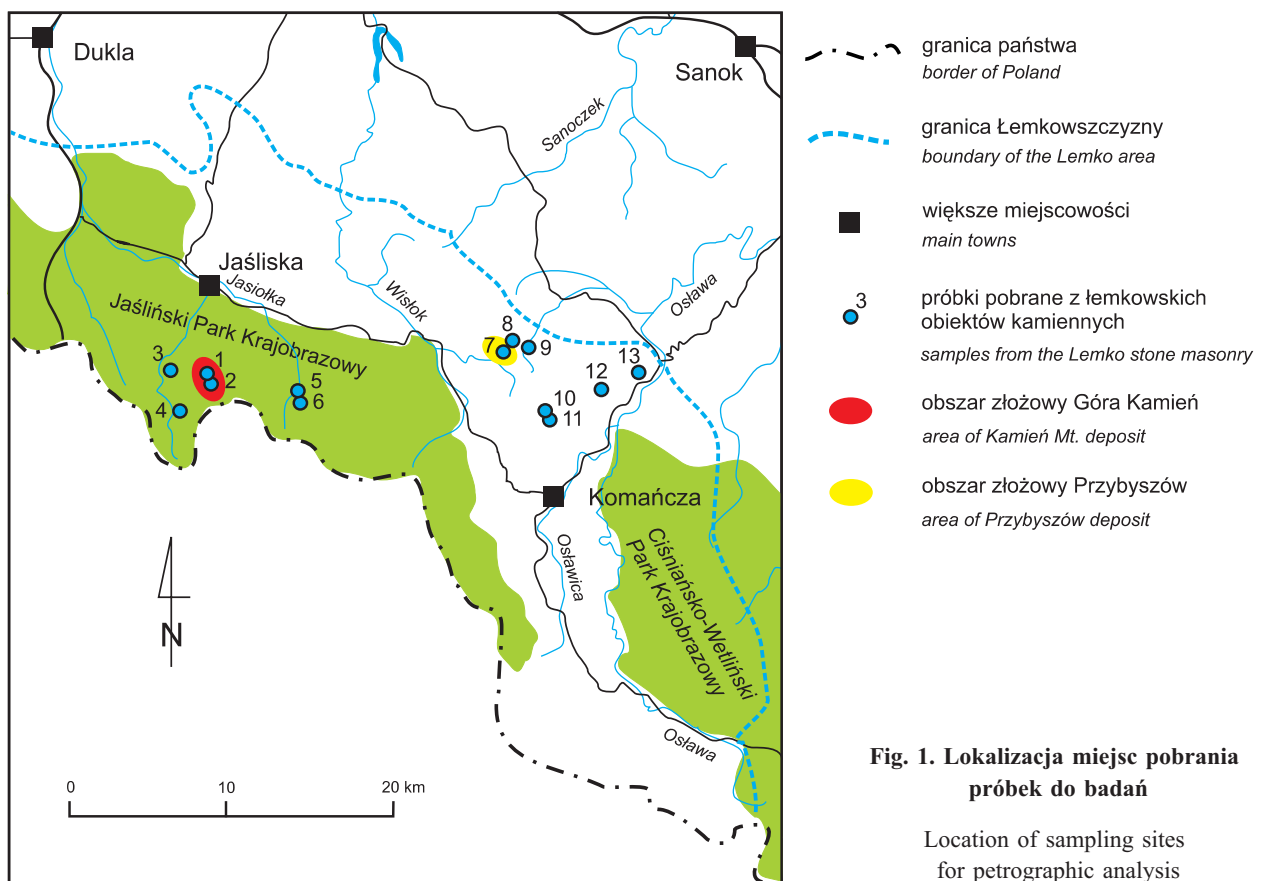 Dukla
Sanok
Sanoczek
Jaśliska
Jasiołka
Wisłok
Osława
Jaśliński Park Krajobrazowy
8
7
9
3
1
2
5
6
4
13
12
10
11
Komańcza
Osławica
Ciśniańsko-Wetliński
Park Krajobrazowy
N
Osława
0
10
20 km
granica państwa
border of Poland
granica Łemkowszczyzny
boundary of the Lemko area
większe miejscowości
main towns
3
próbki pobrane z łemkowskich
obiektów kamiennych
samples from the Lemko stone masonry
obszar złożowy Góra Kamień
area of Kamień Mt. deposit
obszar złożowy Przybyszów
area of Przybyszów deposit
Fig. 1. Lokalizacja miejsc pobrania
próbek do badań
Location of sampling sites
for petrographic analysis